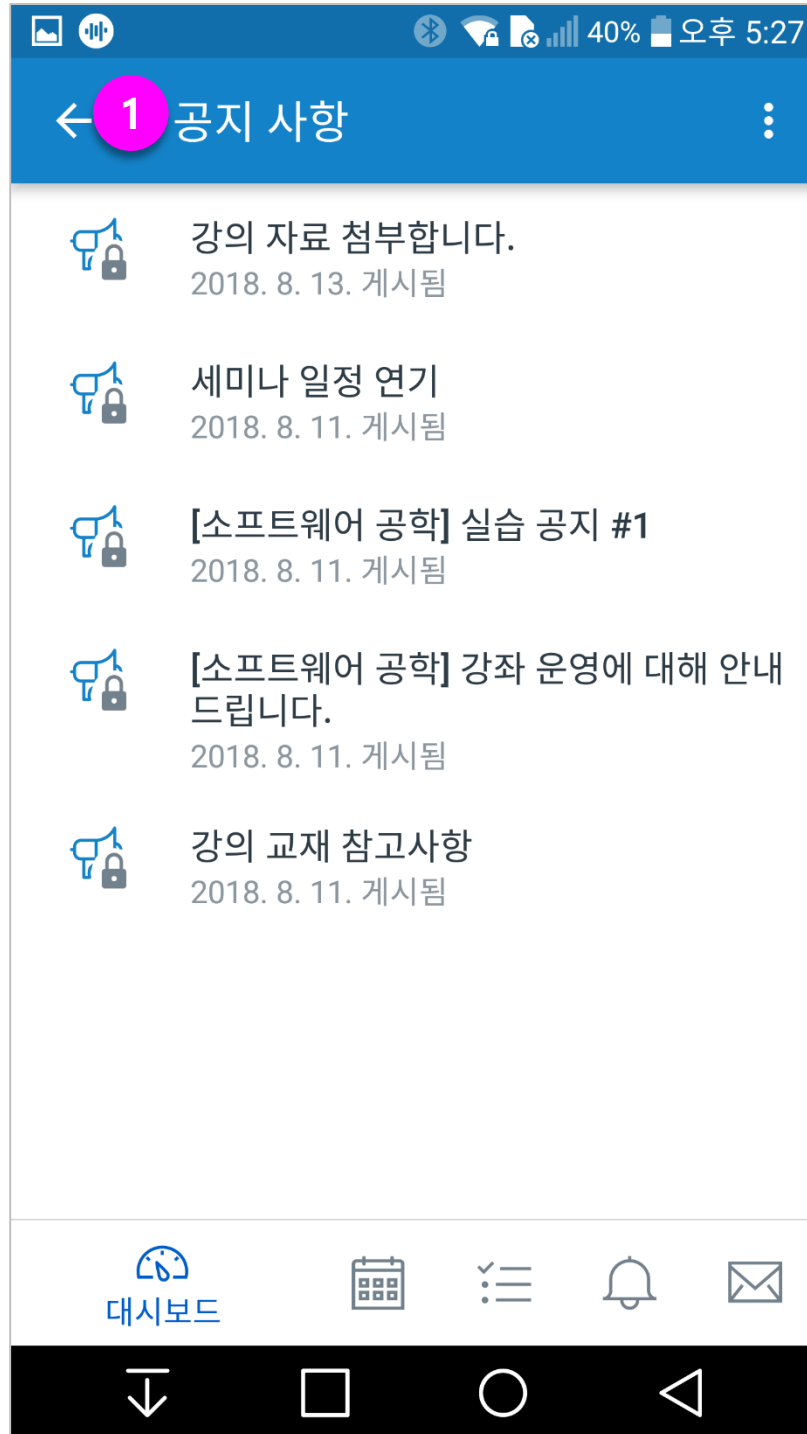 40% 오후 5:27
1 공지 사항
강의 자료 첨부합니다.
2018. 8. 13. 게시됨
세미나 일정 연기
2018. 8. 11. 게시됨
[소프트웨어 공학] 실습 공지 #1
2018. 8. 11. 게시됨
[소프트웨어 공학] 강좌 운영에 대해 안내
드립니다.
2018. 8. 11. 게시됨
강의 교재 참고사항
2018. 8. 11. 게시됨
대시보드